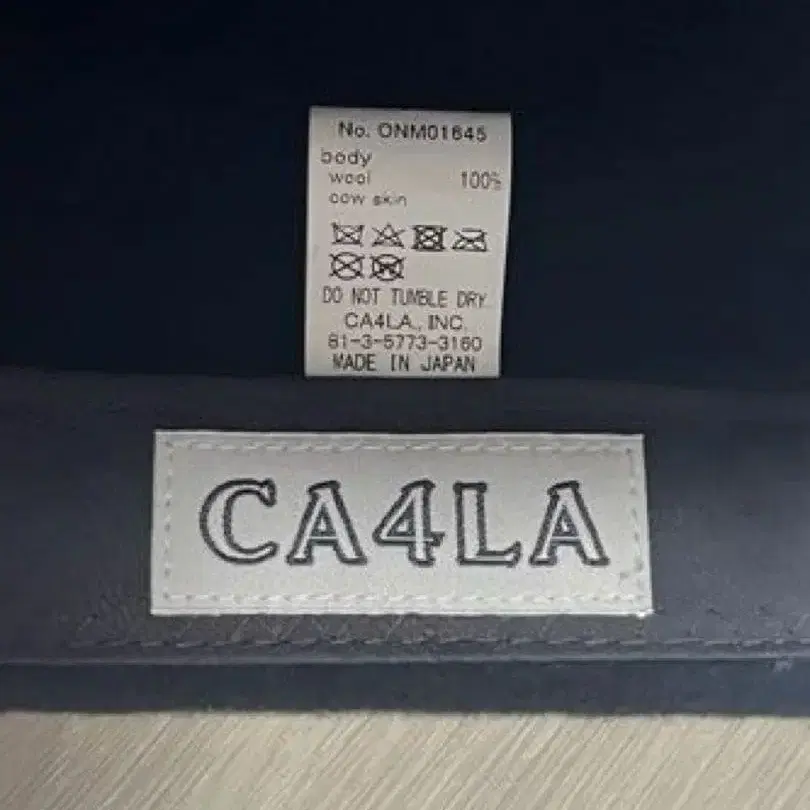 No. ONM01645
body
wool 100%
cow skin
DO NOT TUMBLE DRY
CA4LA., INC.
81-3-5773-3160
MADE IN JAPAN
CA4LA